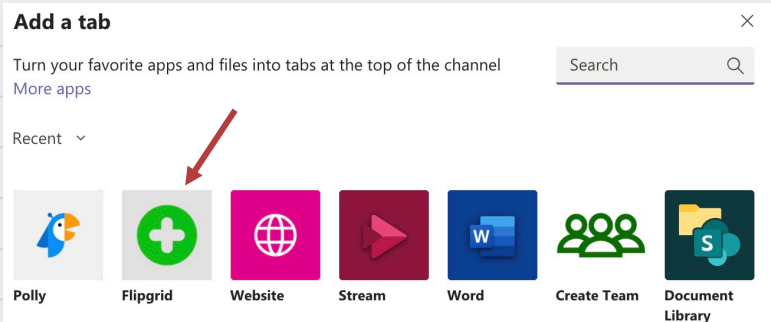 Add a tab
Turn your favorite apps and files into tabs at the top of the channel
Search
More apps
Recent
W
S
Polly
Flipgrid
Website
Stream
Word
Create Team
Document
Library